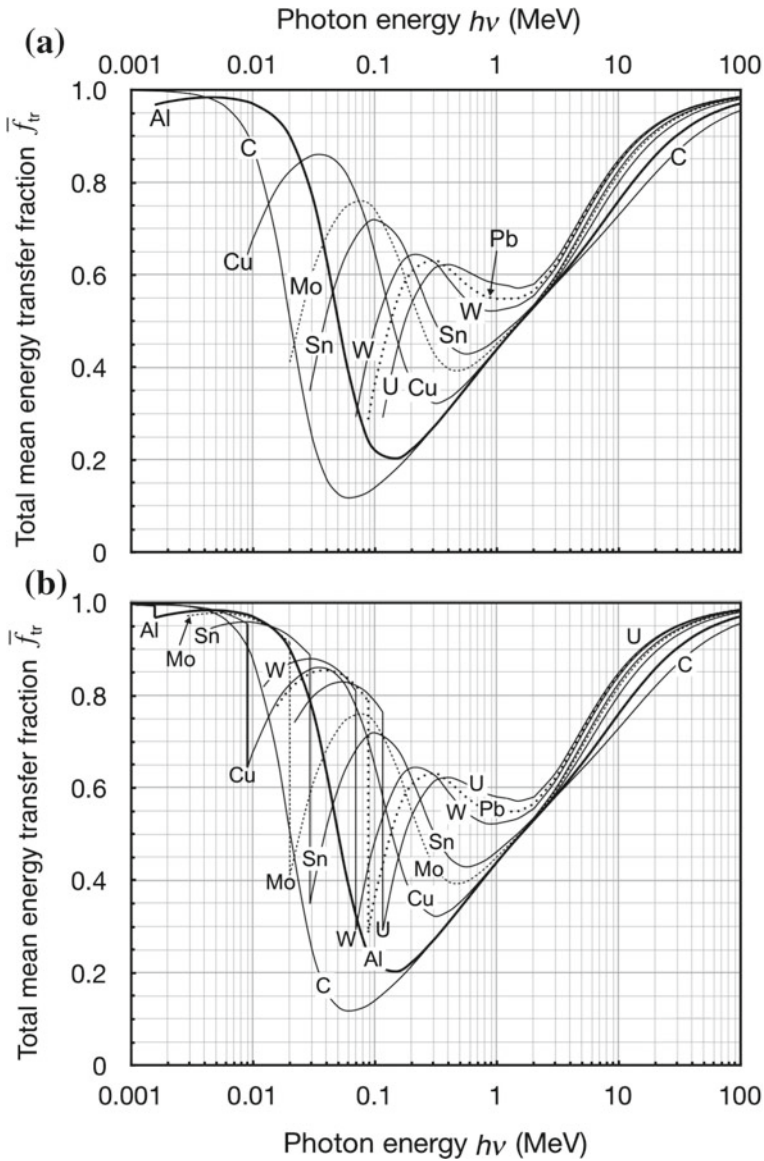 Photon energy hν (MeV)
(a)
0.001 0.01 0.1 1 10 100
Total mean energy transfer fraction f̅tr
1.0
Al
C
0.8
Cu
Mo
Pb
0.6
W
Sn
Sn W
0.4
U Cu
0.2
0
C
(b)
Total mean energy transfer fraction f̅tr
1.0
Al
Mo
Sn
U
C
W
0.8
Cu
0.6
U
W Pb
Sn
Sn
Mo
Mo
0.4
Cu
W U
Al
0.2
C
0
0.001 0.01 0.1 1 10 100
Photon energy hν (MeV)